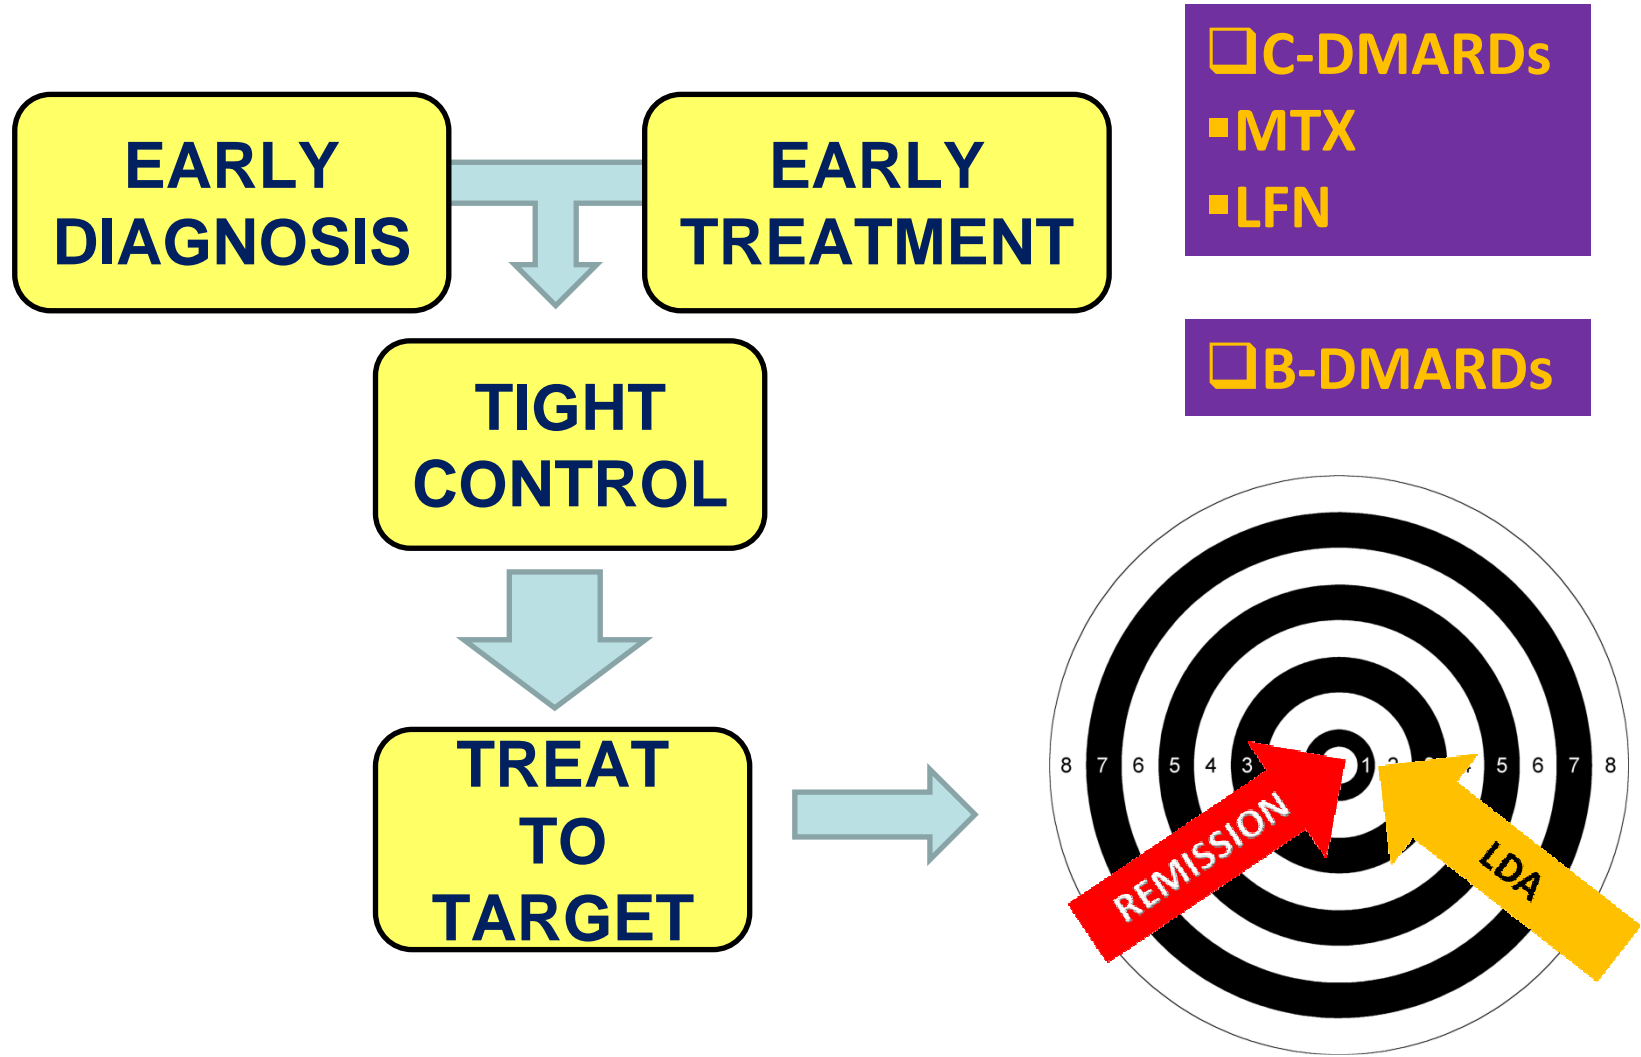 EARLY
DIAGNOSIS
EARLY
TREATMENT
❑C-DMARDs
▪MTX
▪LFN
❑B-DMARDs
TIGHT
CONTROL
TREAT
TO
TARGET
8 7 6 5 4 3 1 5 6 7 8
REMISSION
LDA